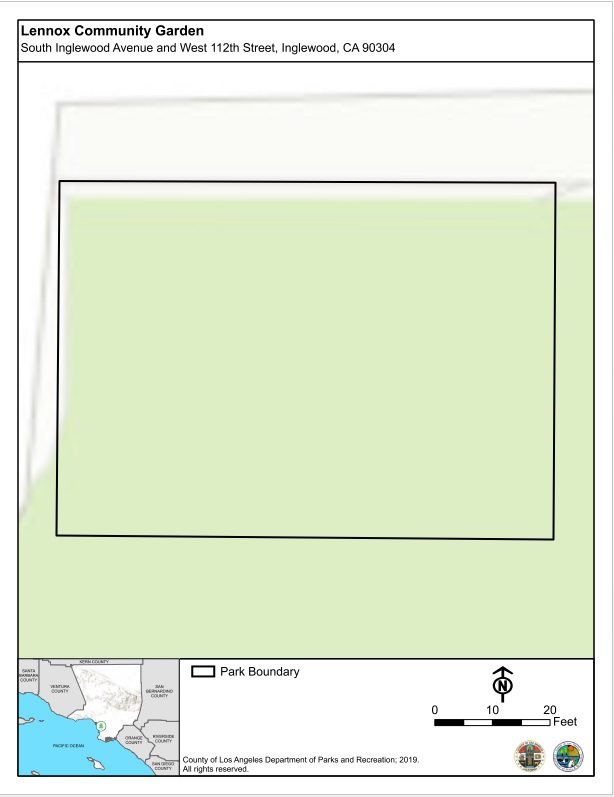 Lennox Community Garden
South Inglewood Avenue and West 112th Street, Inglewood, CA 90304
KERN COUNTY
SANTA
BARBARA
COUNTY
VENTURA
COUNTY
SAN
BERNARDINO
COUNTY
ORANGE
COUNTY
RIVERSIDE
COUNTY
PACIFIC OCEAN
SAN DIEGO
COUNTY
Park Boundary
N
0 10 20
Feet
County of Los Angeles Department of Parks and Recreation; 2019.
All rights reserved.